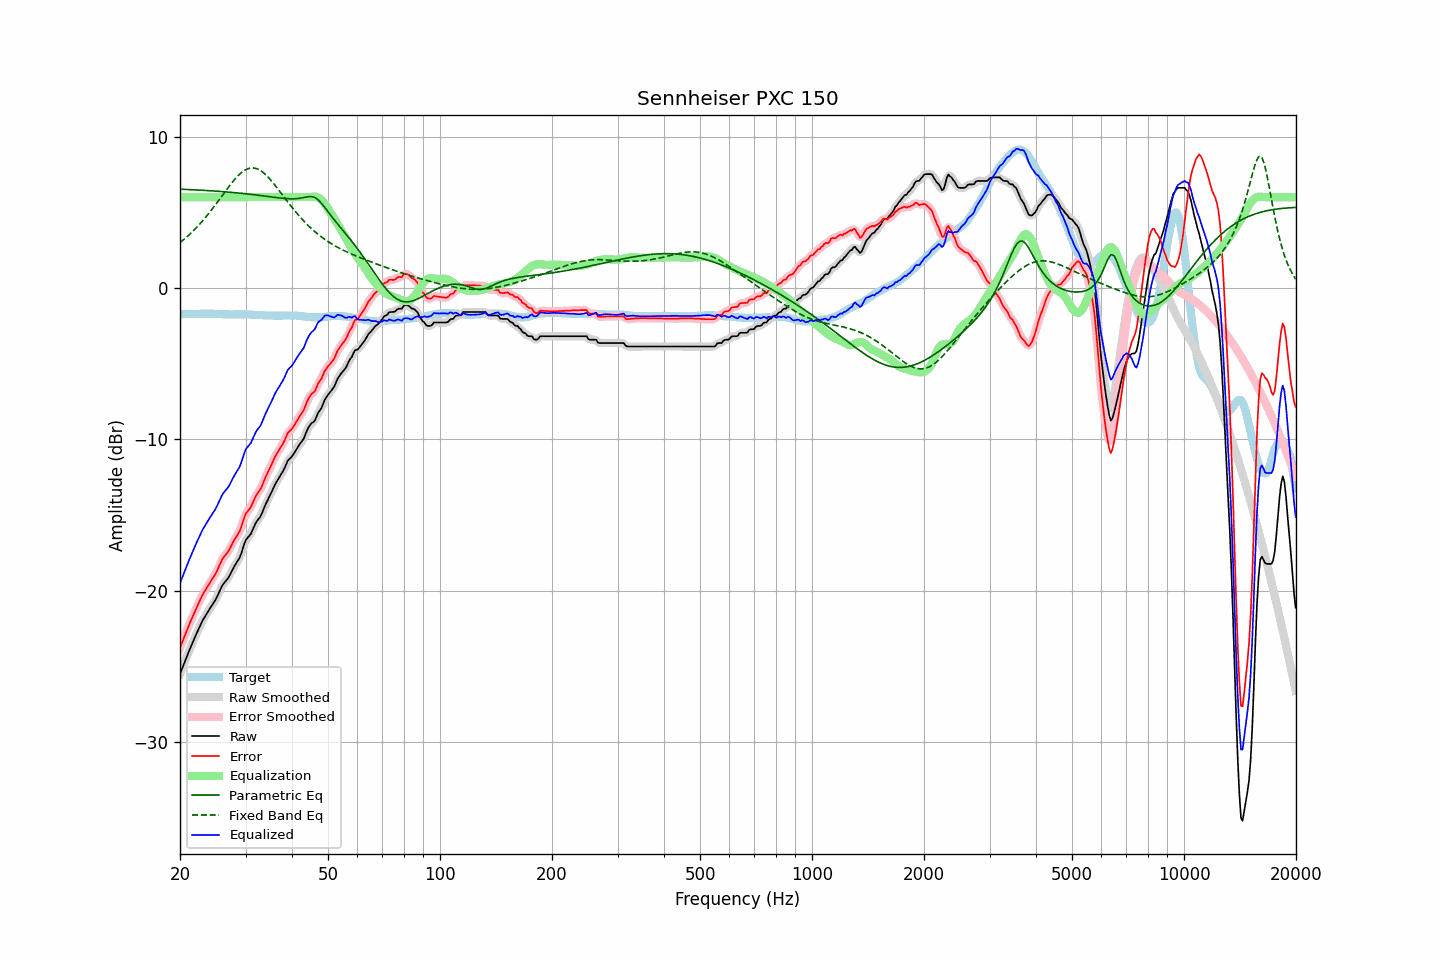 Sennheiser PXC 150
10
0
−10
−20
−30
Amplitude (dBr)
Target
Raw Smoothed
Error Smoothed
Raw
Error
Equalization
Parametric Eq
Fixed Band Eq
Equalized
20
50
100
200
500
1000
2000
5000
10000
20000
Frequency (Hz)